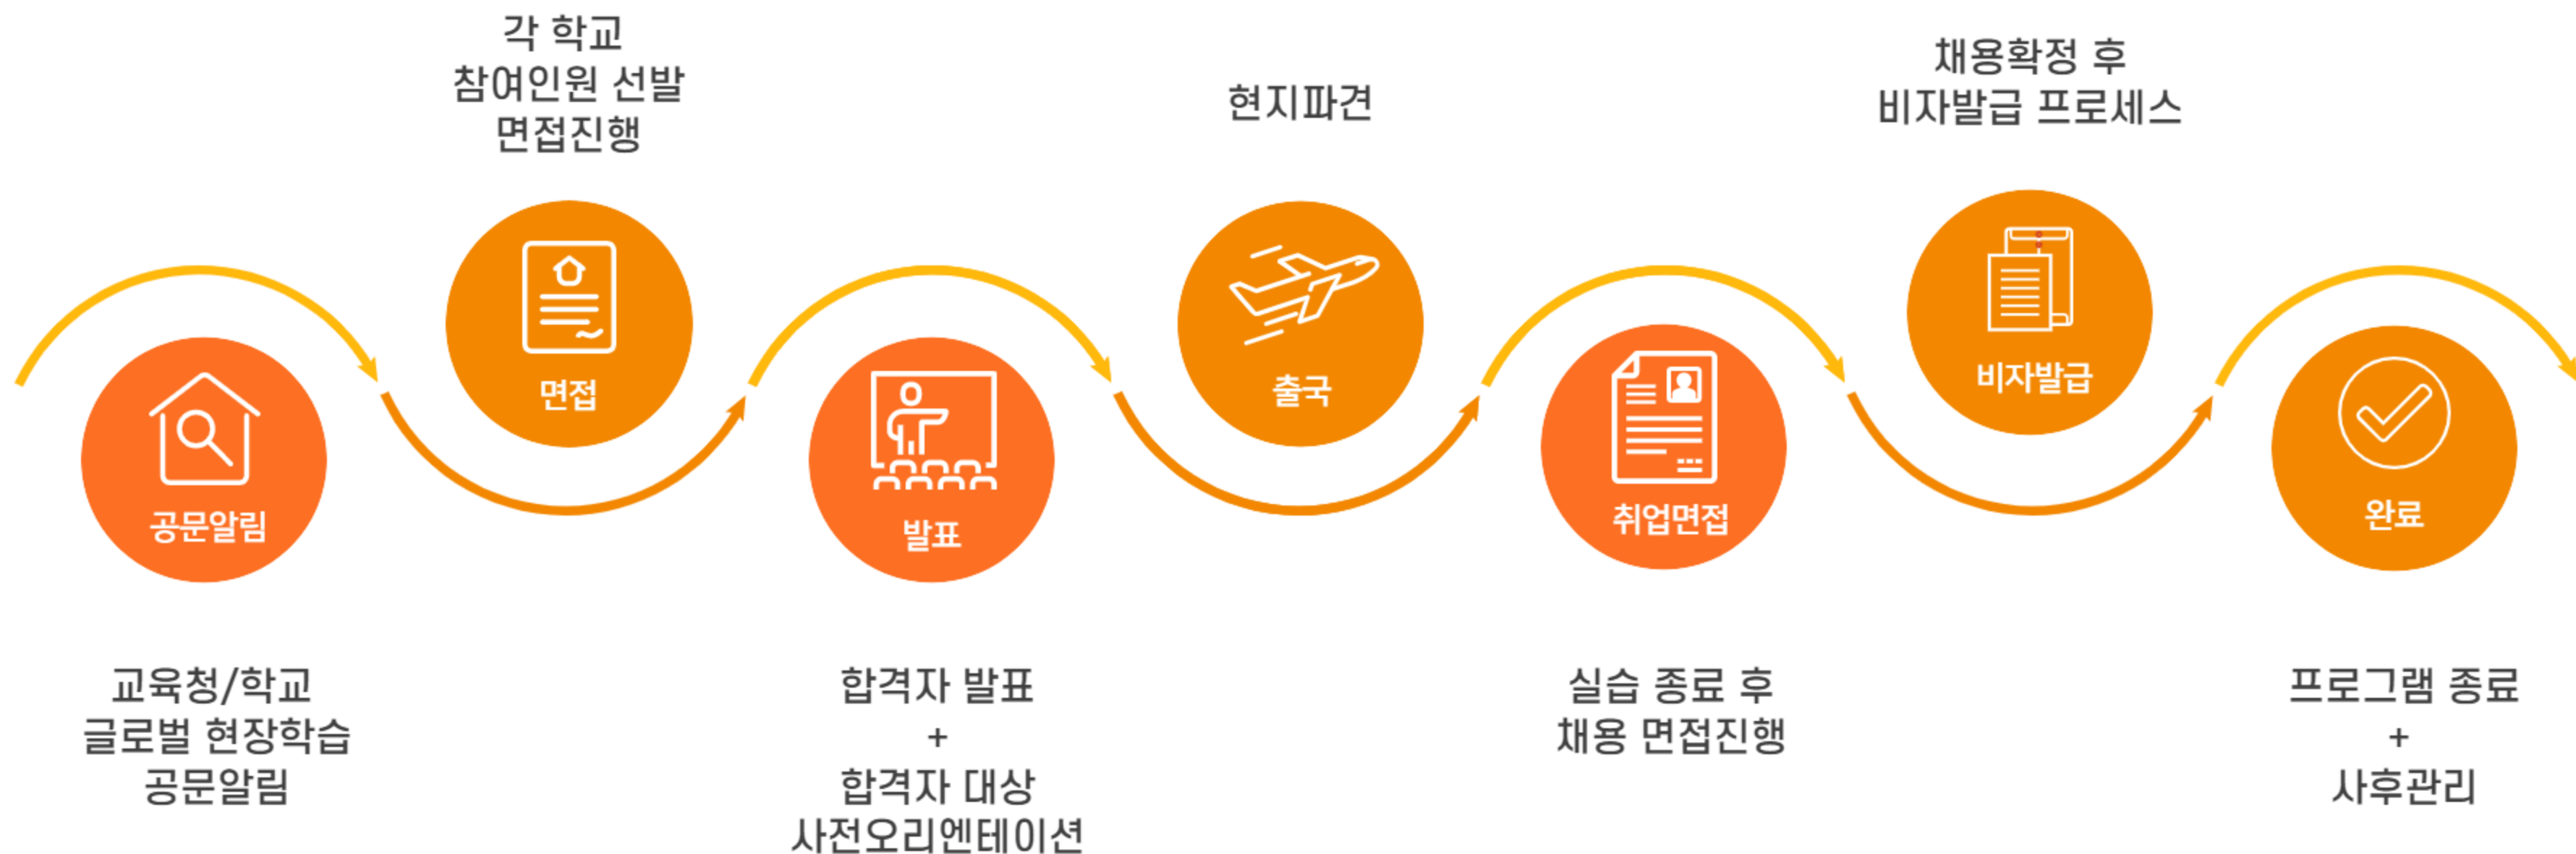 공문알림
교육청/학교
글로벌 현장학습
공문알림
각 학교
참여인원 선발
면접진행
면접
발표
합격자 발표
+
합격자 대상
사전오리엔테이션
현지파견
출국
취업면접
실습 종료 후
채용 면접진행
채용확정 후
비자발급 프로세스
비자발급
완료
프로그램 종료
+
사후관리